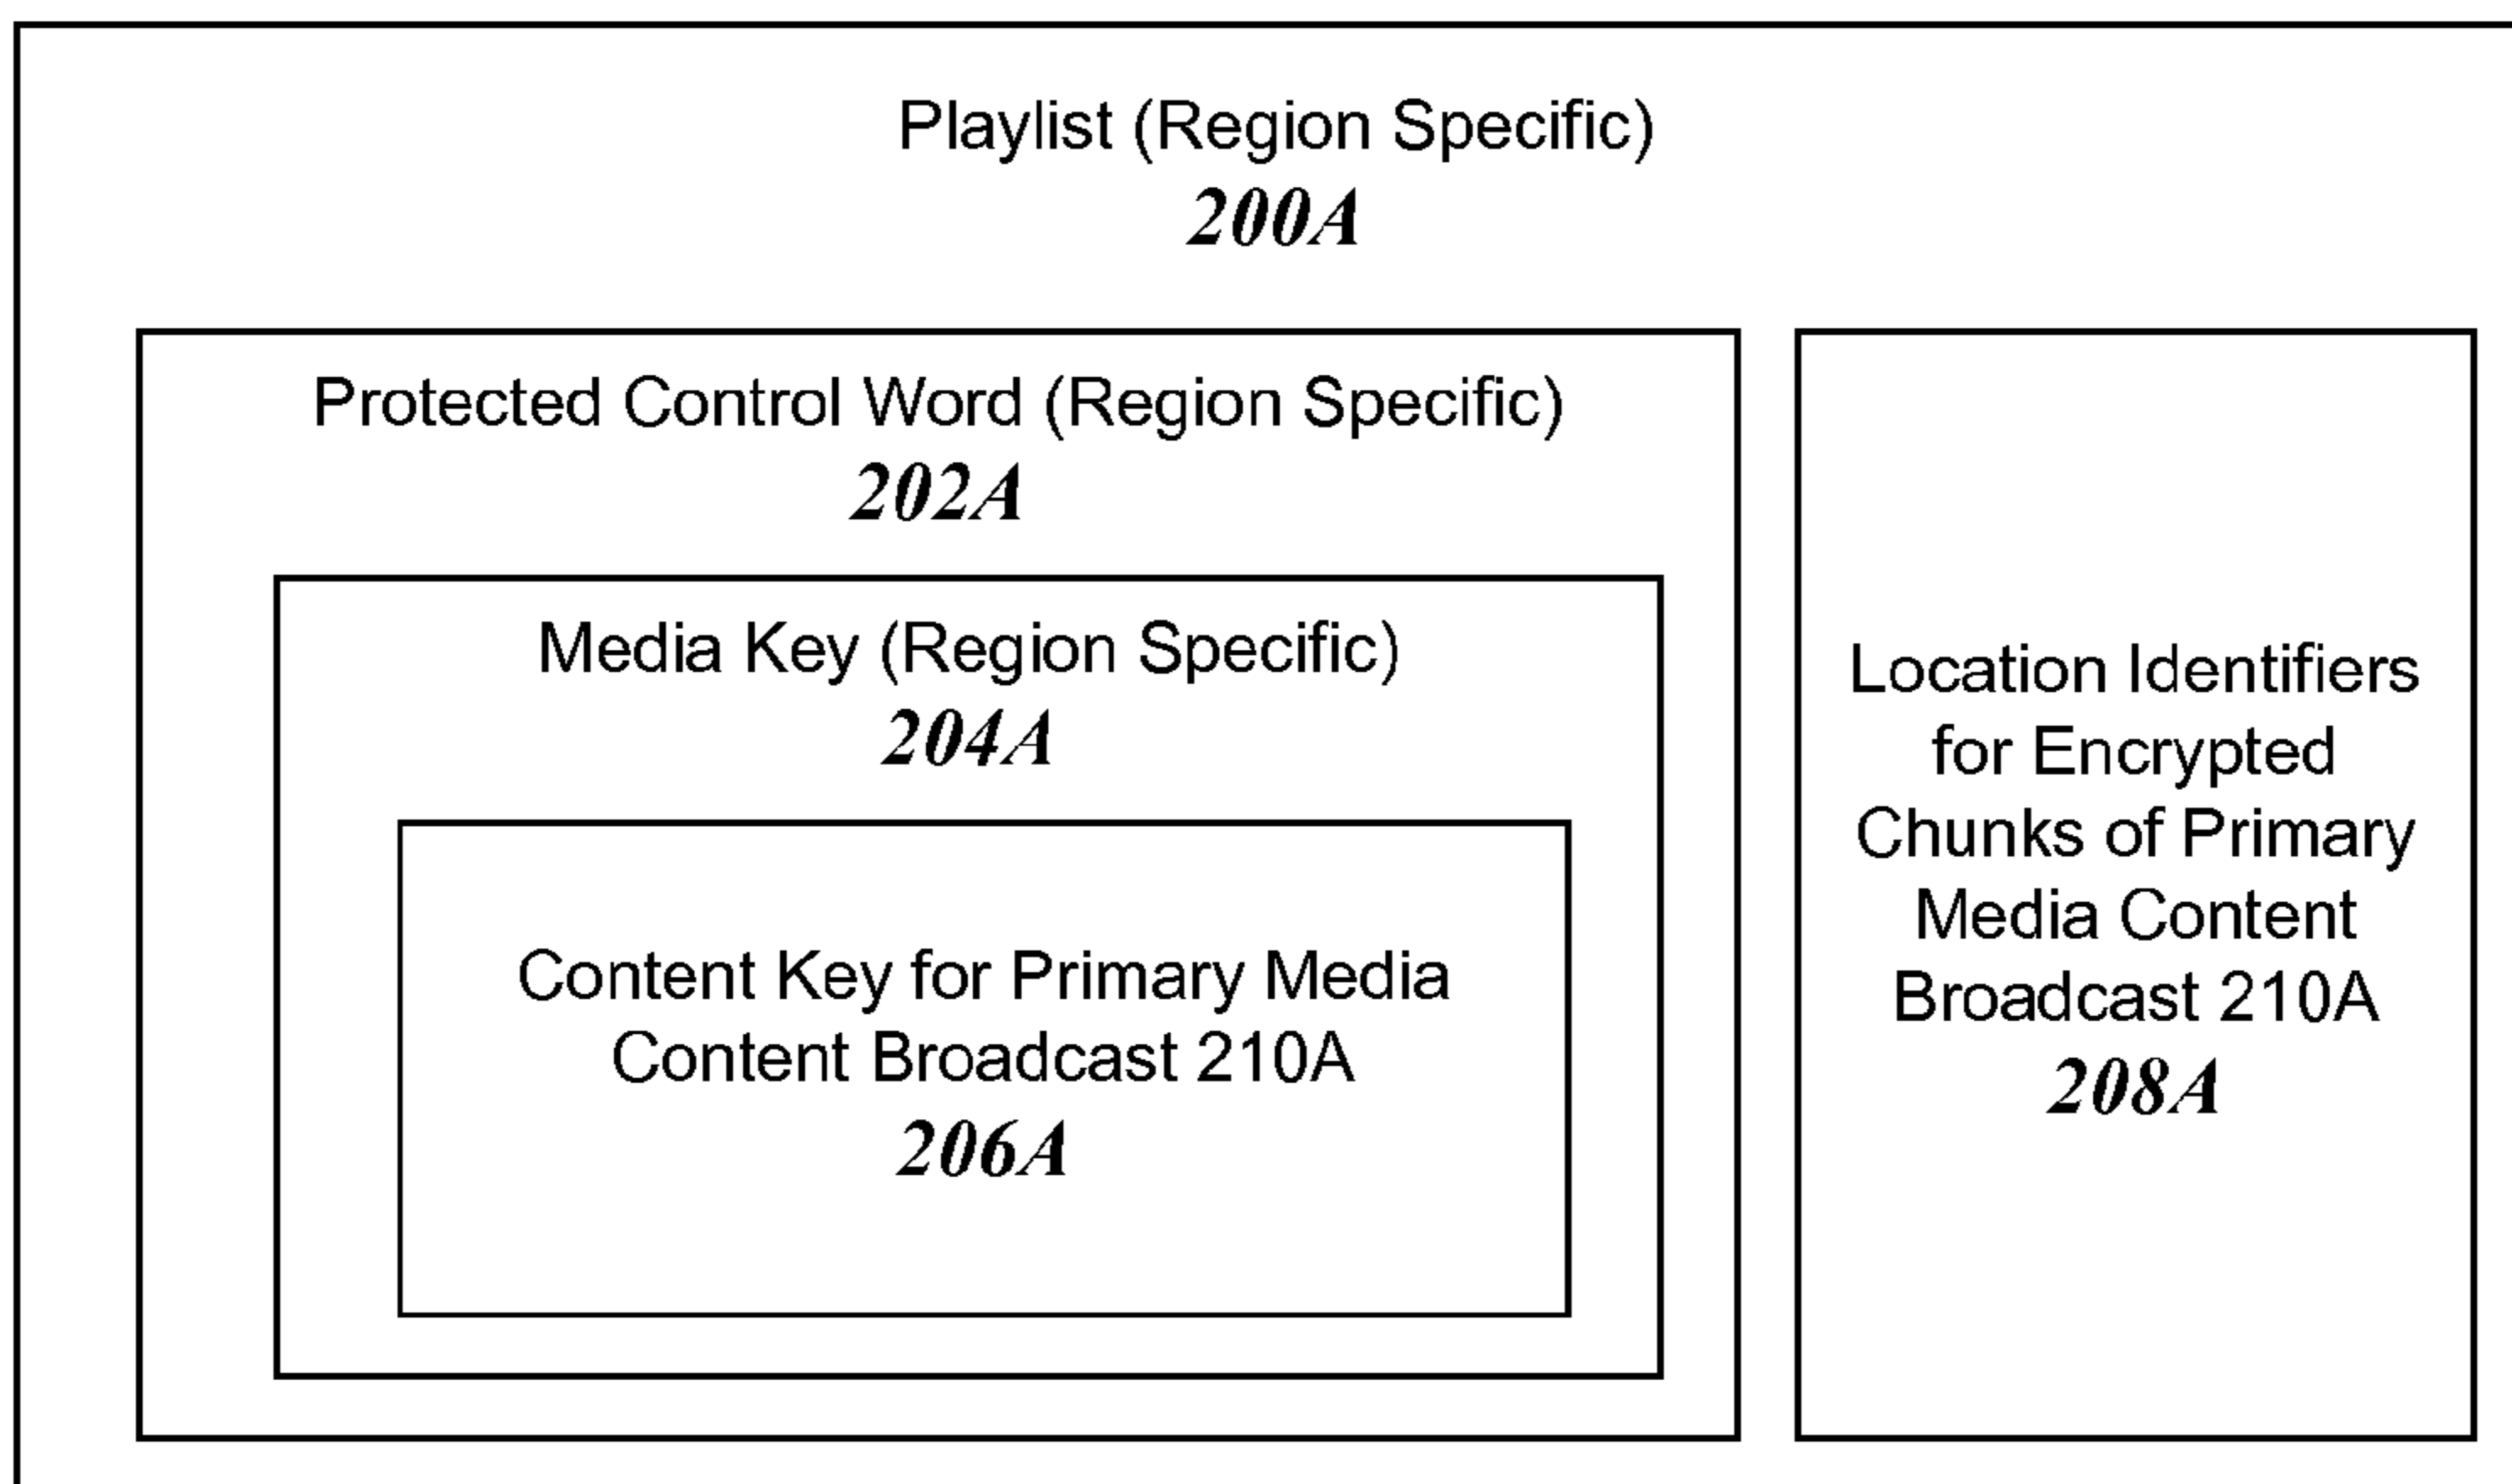 Playlist (Region Specific)
200A
Protected Control Word (Region Specific)
202A
Media Key (Region Specific)
204A
Content Key for Primary Media
Content Broadcast 210A
206A
Location Identifiers
for Encrypted
Chunks of Primary
Media Content
Broadcast 210A
208A